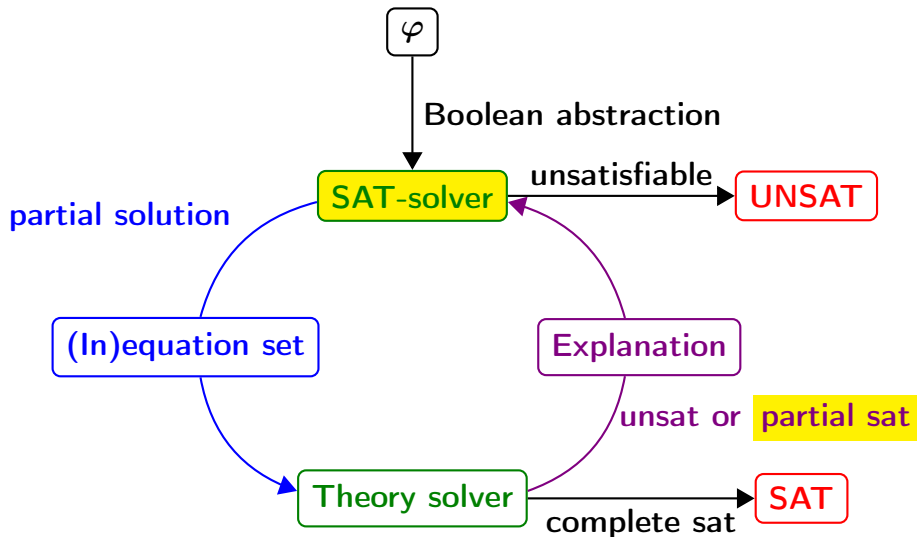 φ
Boolean abstraction
SAT-solver
unsatisfiable
UNSAT
partial solution
(In)equation set
Explanation
unsat or partial sat
Theory solver
complete sat
SAT